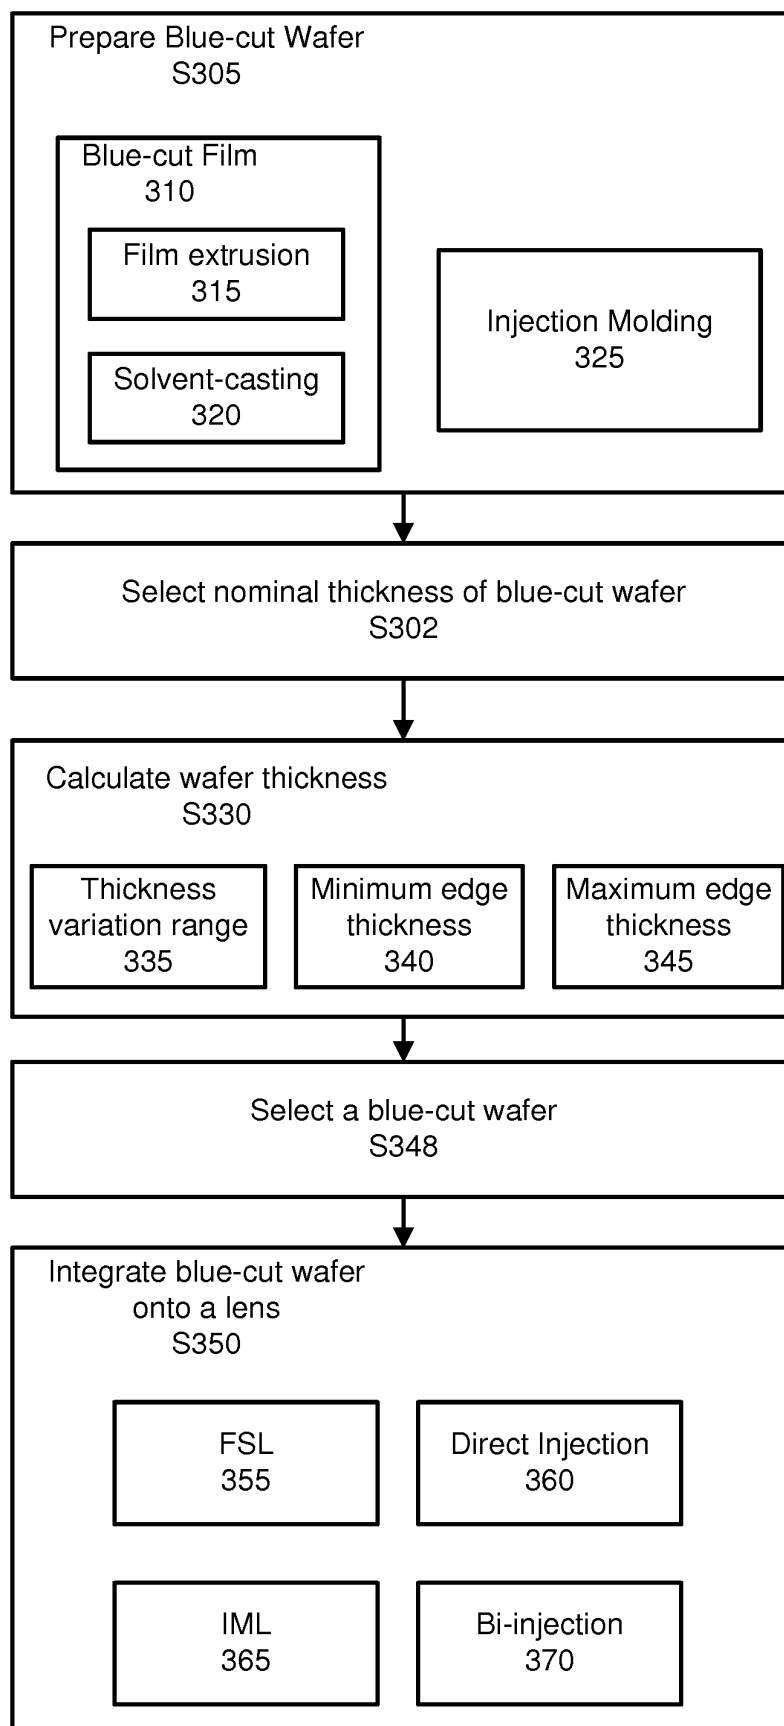 Prepare Blue-cut Wafer
S305
Blue-cut Film
310
Film extrusion
315
Solvent-casting
320
Injection Molding
325
Select nominal thickness of blue-cut wafer
S302
Calculate wafer thickness
S330
Thickness
variation range
335
Minimum edge
thickness
340
Maximum edge
thickness
345
Select a blue-cut wafer
S348
Integrate blue-cut wafer
onto a lens
S350
FSL
355
Direct Injection
360
IML
365
Bi-injection
370